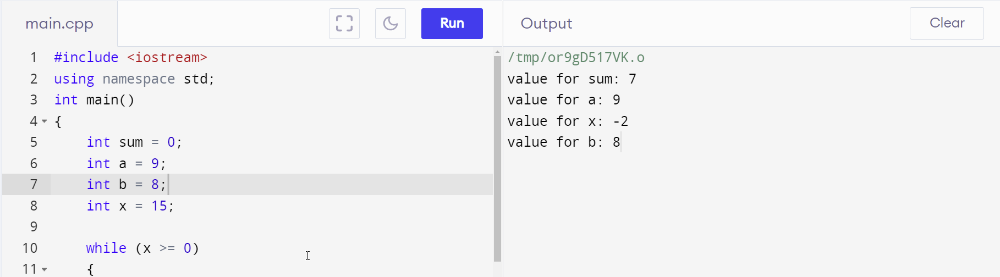 main.cpp
Run
Output
Clear
1 #include <iostream>
2 using namespace std;
3 int main()
4 {
5     int sum = 0;
6     int a = 9;
7     int b = 8;
8     int x = 15;
9
10     while (x >= 0)
11     {
/tmp/or9gD517VK.o
value for sum: 7
value for a: 9
value for x: -2
value for b: 8